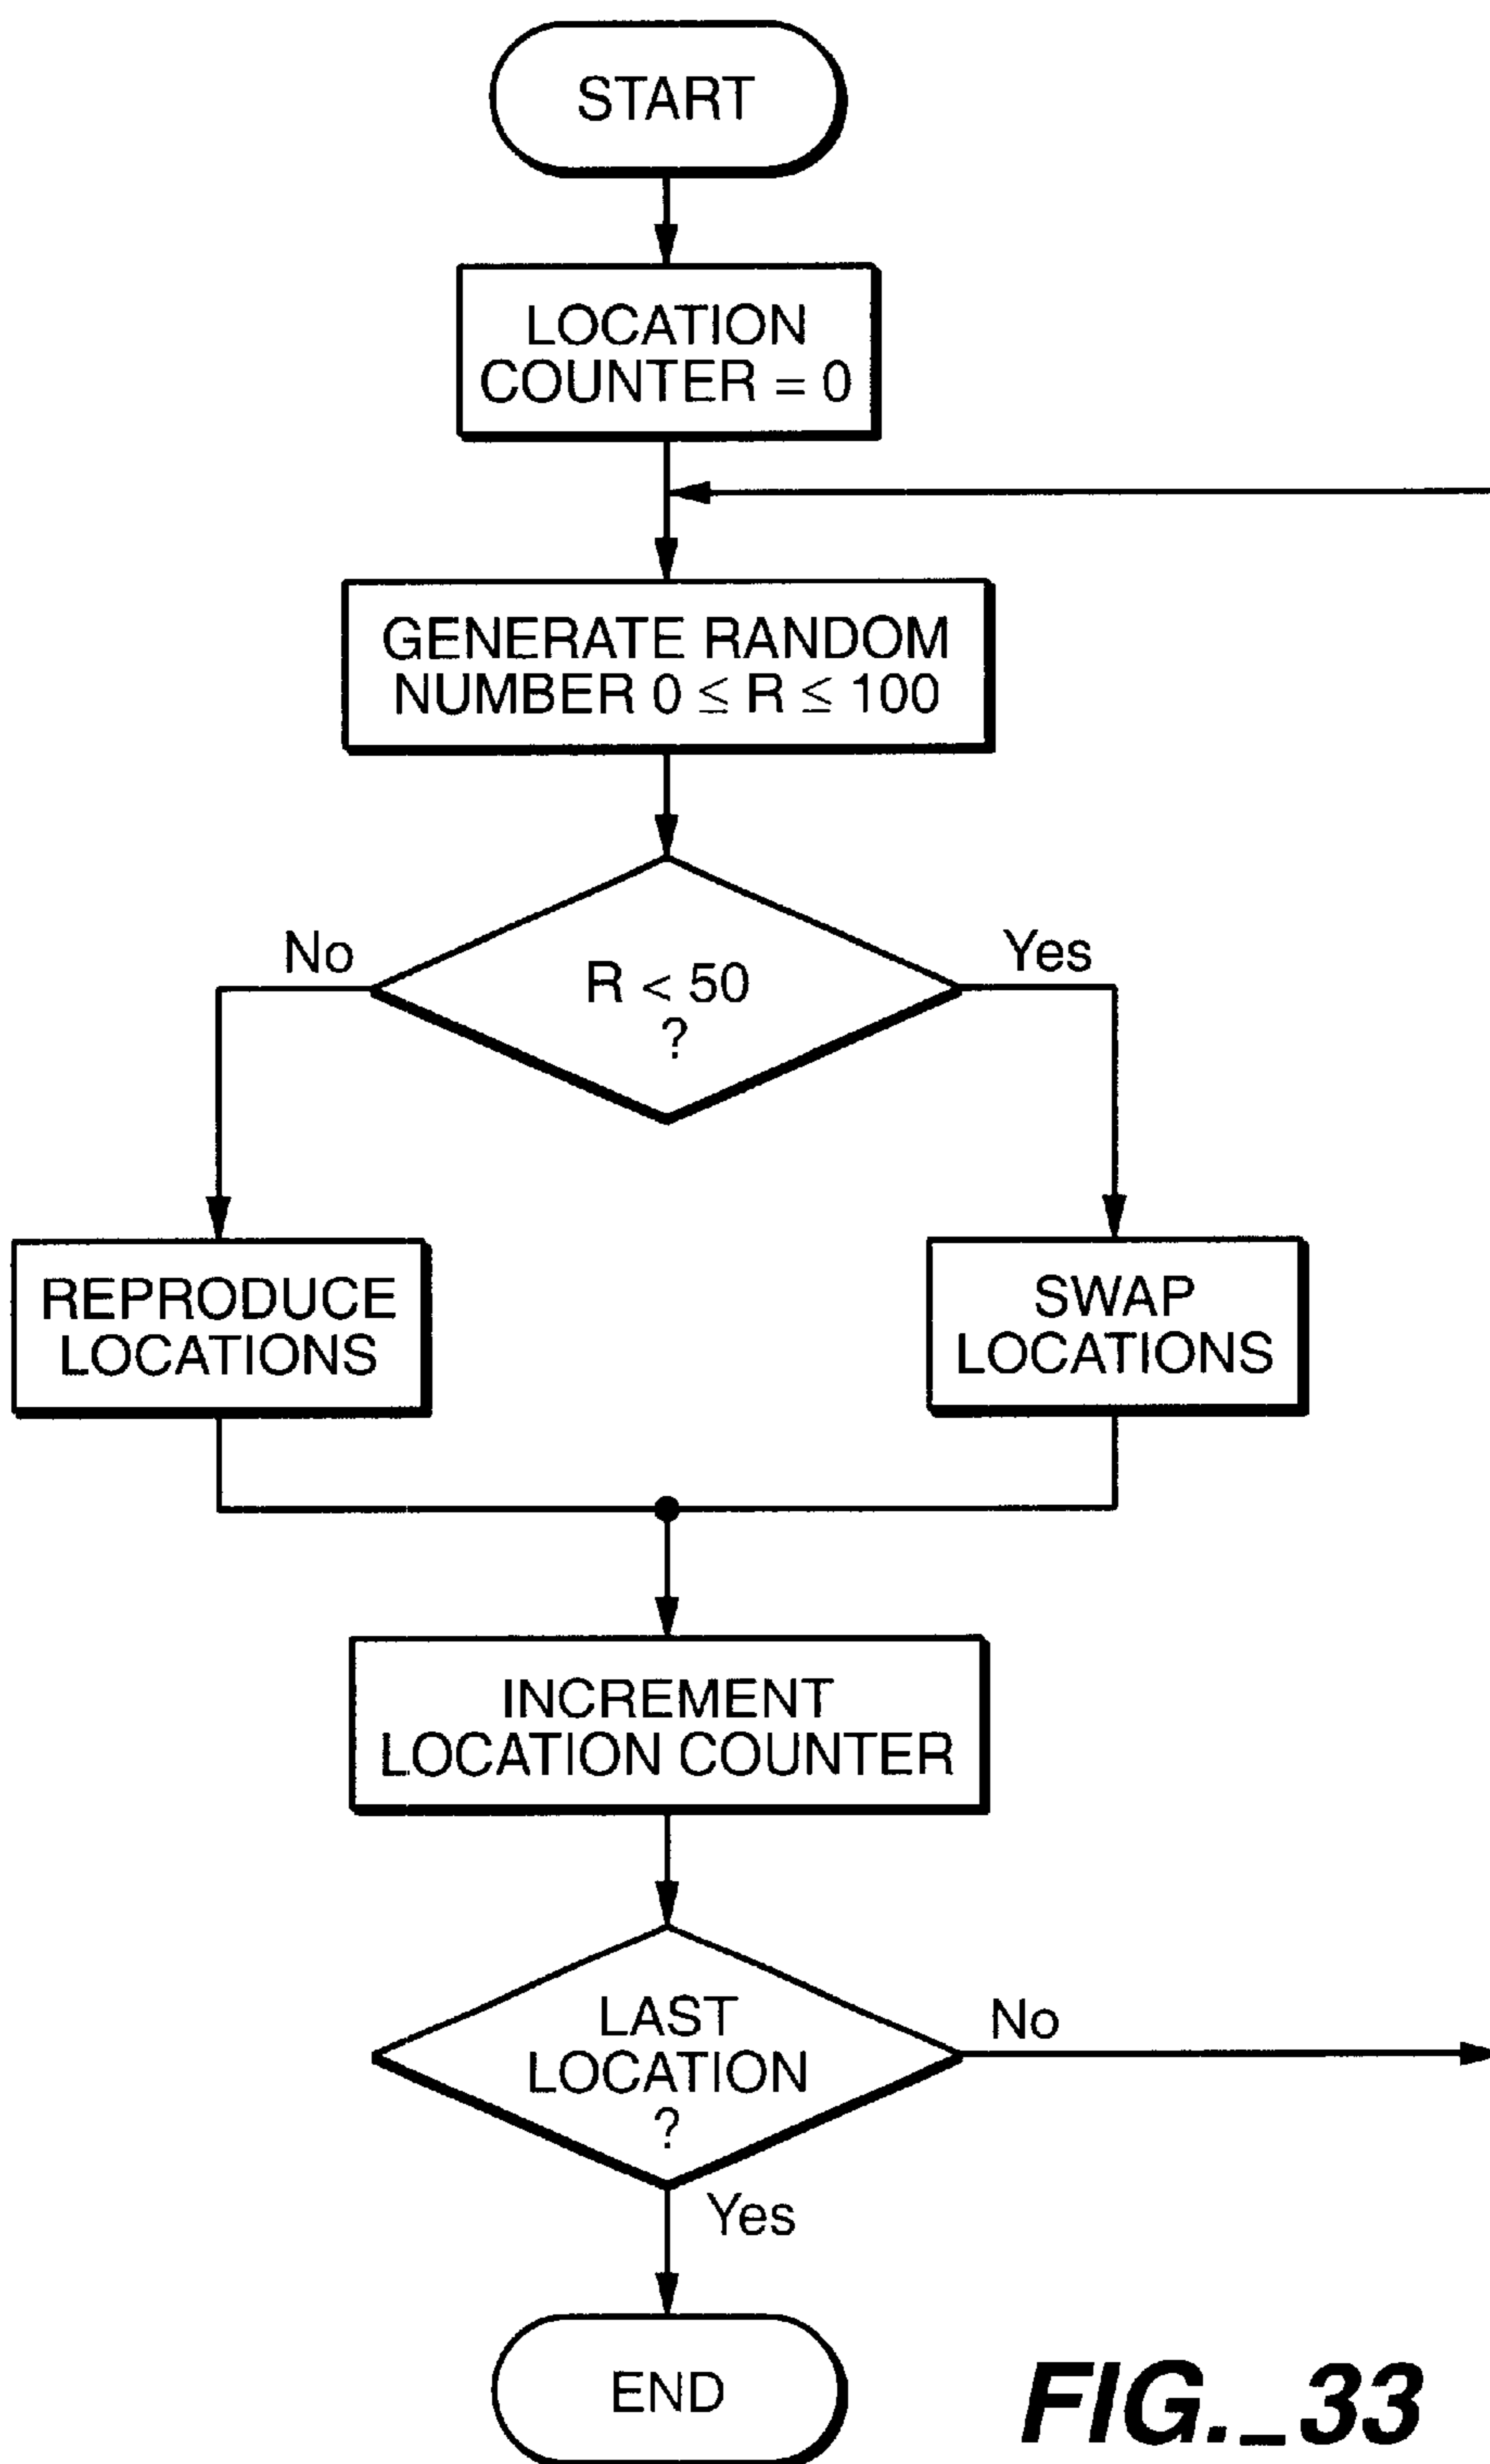 START
LOCATION
COUNTER = 0
GENERATE RANDOM
NUMBER 0 ≤ R ≤ 100
No
Yes
R < 50
?
REPRODUCE
LOCATIONS
SWAP
LOCATIONS
INCREMENT
LOCATION COUNTER
LAST
LOCATION
?
No
Yes
END
FIG._33